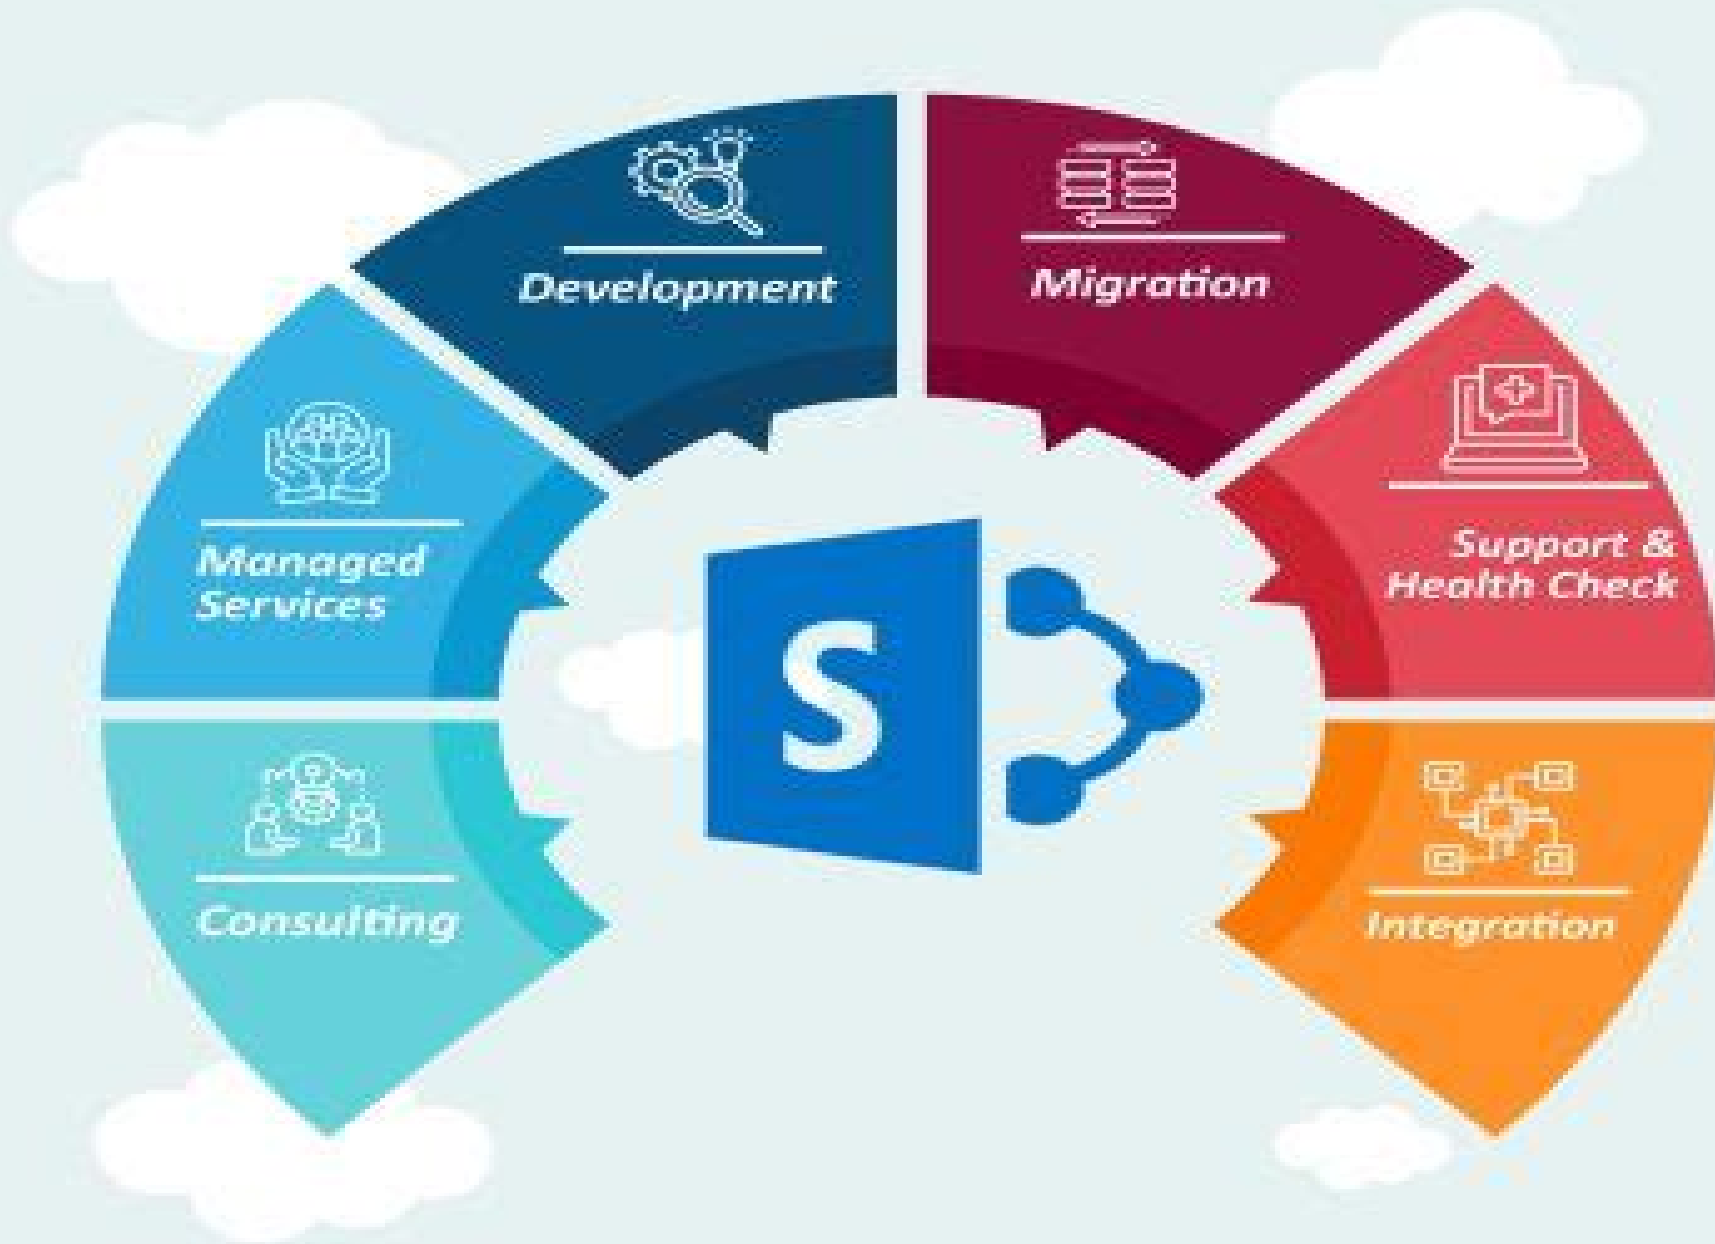 Development
Migration
Managed
Services
Support &
Health Check
S
Consulting
Integration